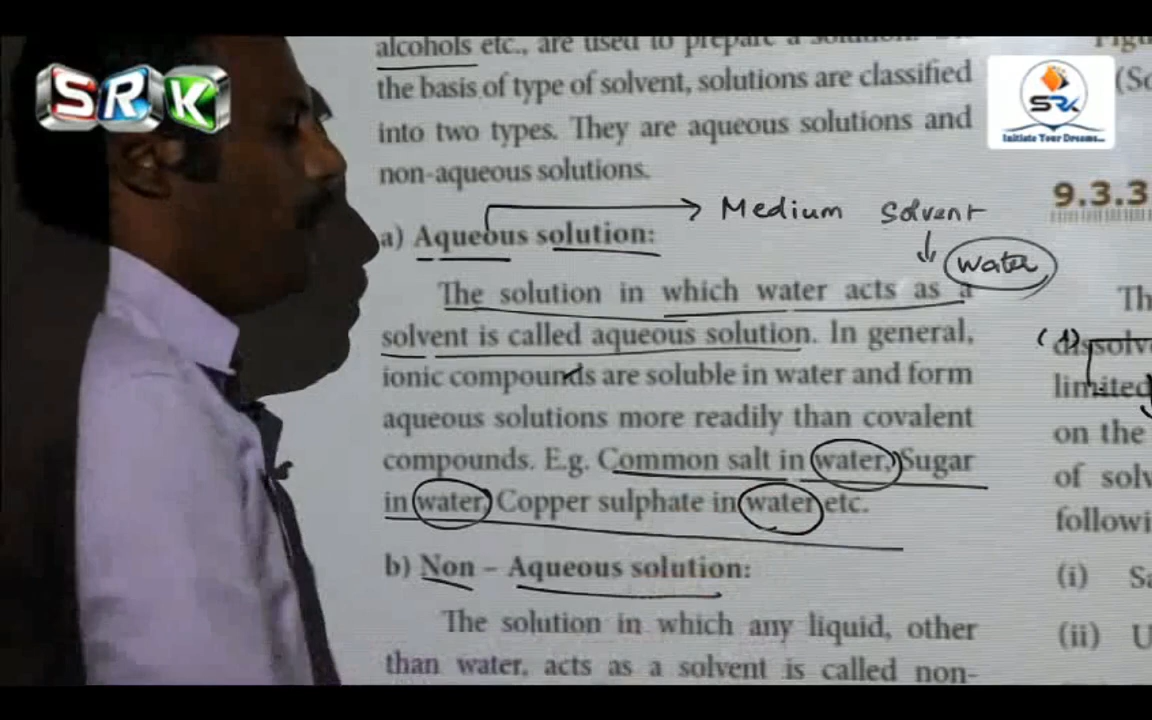 SRK
SRK
Initiate Your Dreams...
alcohols etc., are used to prepare a solution.
the basis of type of solvent, solutions are classified
into two types. They are aqueous solutions and
non-aqueous solutions.
Medium Solvent
water
a) Aqueous solution:
The solution in which water acts as a
solvent is called aqueous solution. In general,
ionic compounds are soluble in water and form
aqueous solutions more readily than covalent
compounds. E.g. Common salt in water, Sugar
in water, Copper sulphate in water etc.
b) Non – Aqueous solution:
The solution in which any liquid, other
than water, acts as a solvent is called non-
9.3.3
Th
dissolv
limited
on the
of solv
followi
(i) Sa
(ii) U